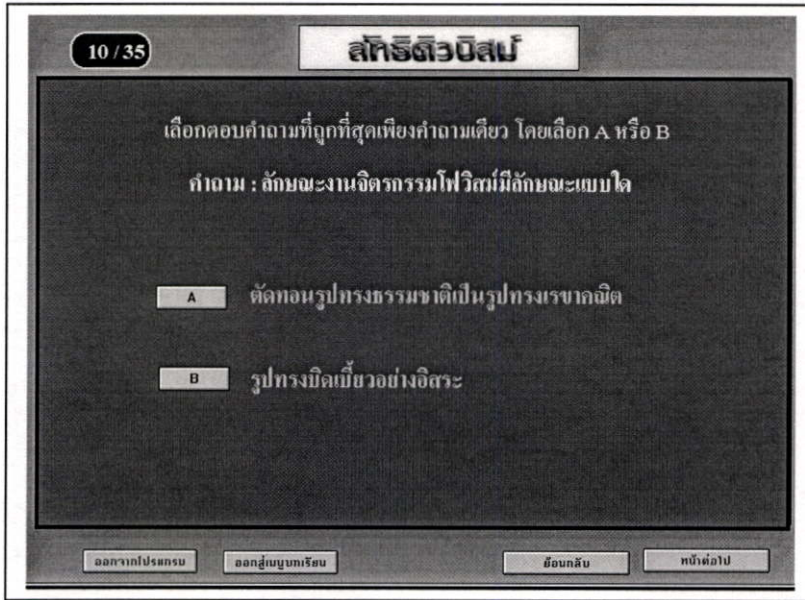 10 / 35
ลัทธิคิวบิสม์
เลือกตอบคำถามที่ถูกที่สุดเพียงคำถามเดียว โดยเลือก A หรือ B
คำถาม : ลักษณะงานจิตรกรรมโฟวิสม์มีลักษณะแบบใด
A ตัดทอนรูปทรงธรรมชาติเป็นรูปทรงเรขาคณิต
B รูปทรงบิดเบี้ยวอย่างอิสระ
ออกจากโปรแกรม ออกสู่เมนูบทเรียน ย้อนกลับ หน้าต่อไป